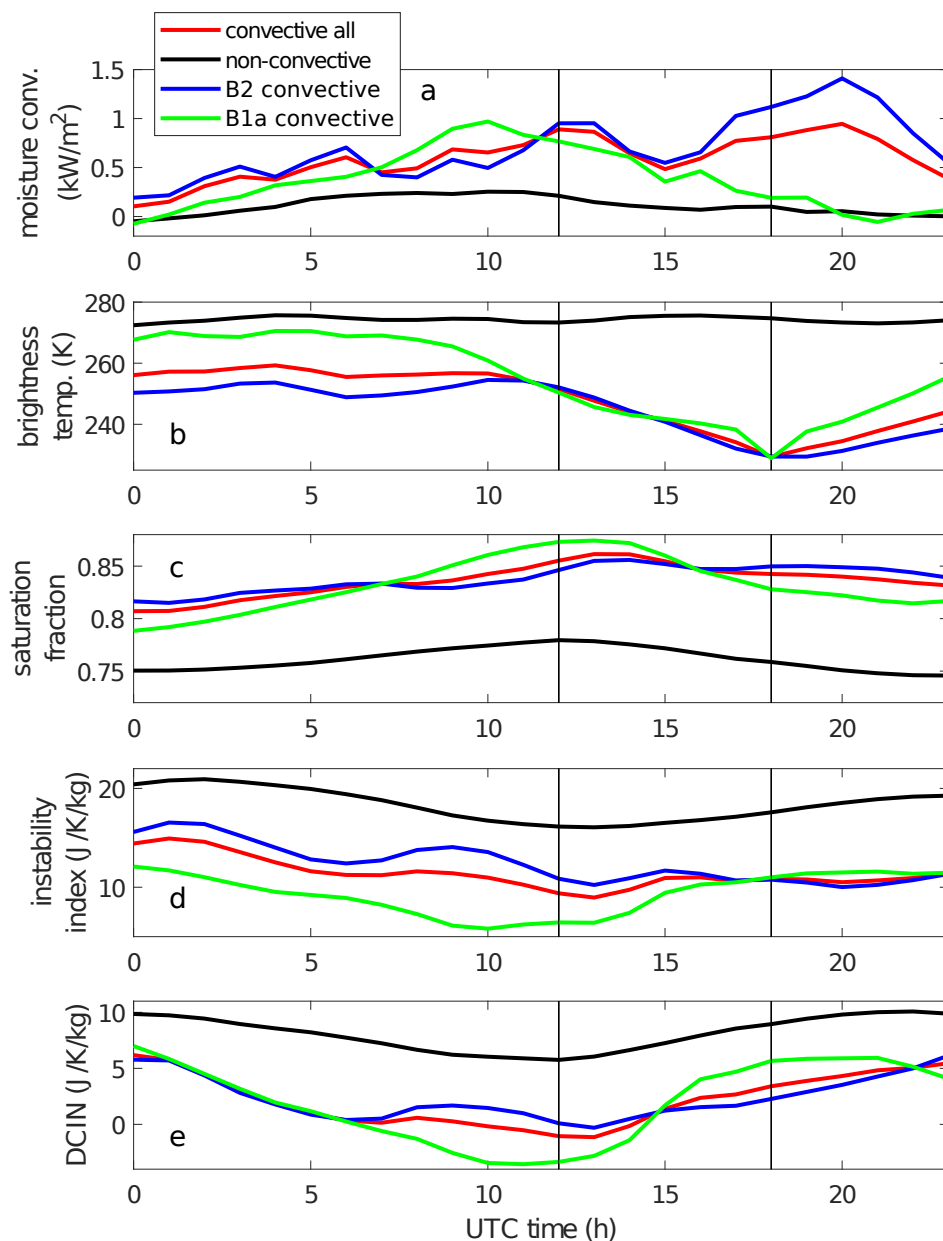 convective all
non-convective
B2 convective
B1a convective
moisture conv.
(kW/m²)
a
1.5
1
0.5
0
0 5 10 15 20
brightness
temp. (K)
b
280
260
240
0 5 10 15 20
saturation
fraction
c
0.85
0.8
0.75
0 5 10 15 20
instability
index (J/K/kg)
d
20
10
0 5 10 15 20
DCIN (J/K/kg)
e
10
5
0
0 5 10 15 20
UTC time (h)